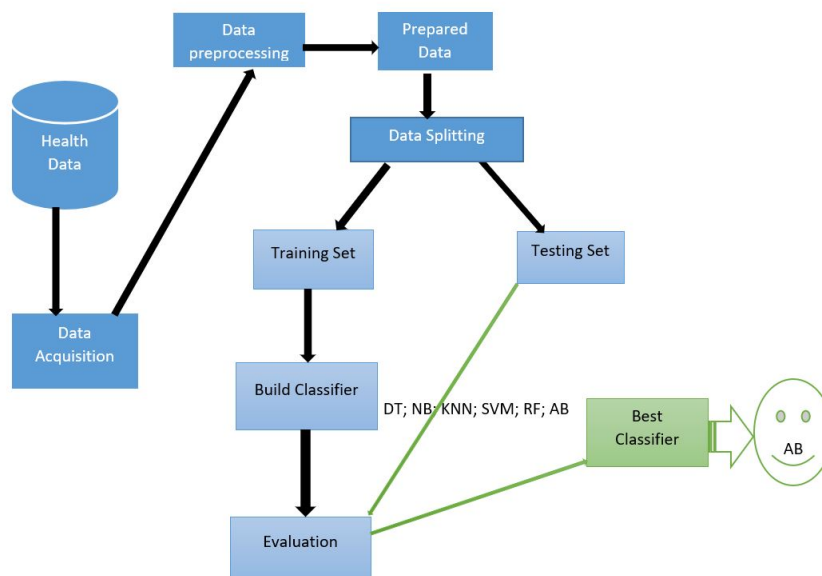 Data
preprocessing
Prepared
Data
Health
Data
Data Splitting
Training Set
Testing Set
Data
Acquisition
Build Classifier
DT; NB; KNN; SVM; RF; AB
Best
Classifier
AB
Evaluation